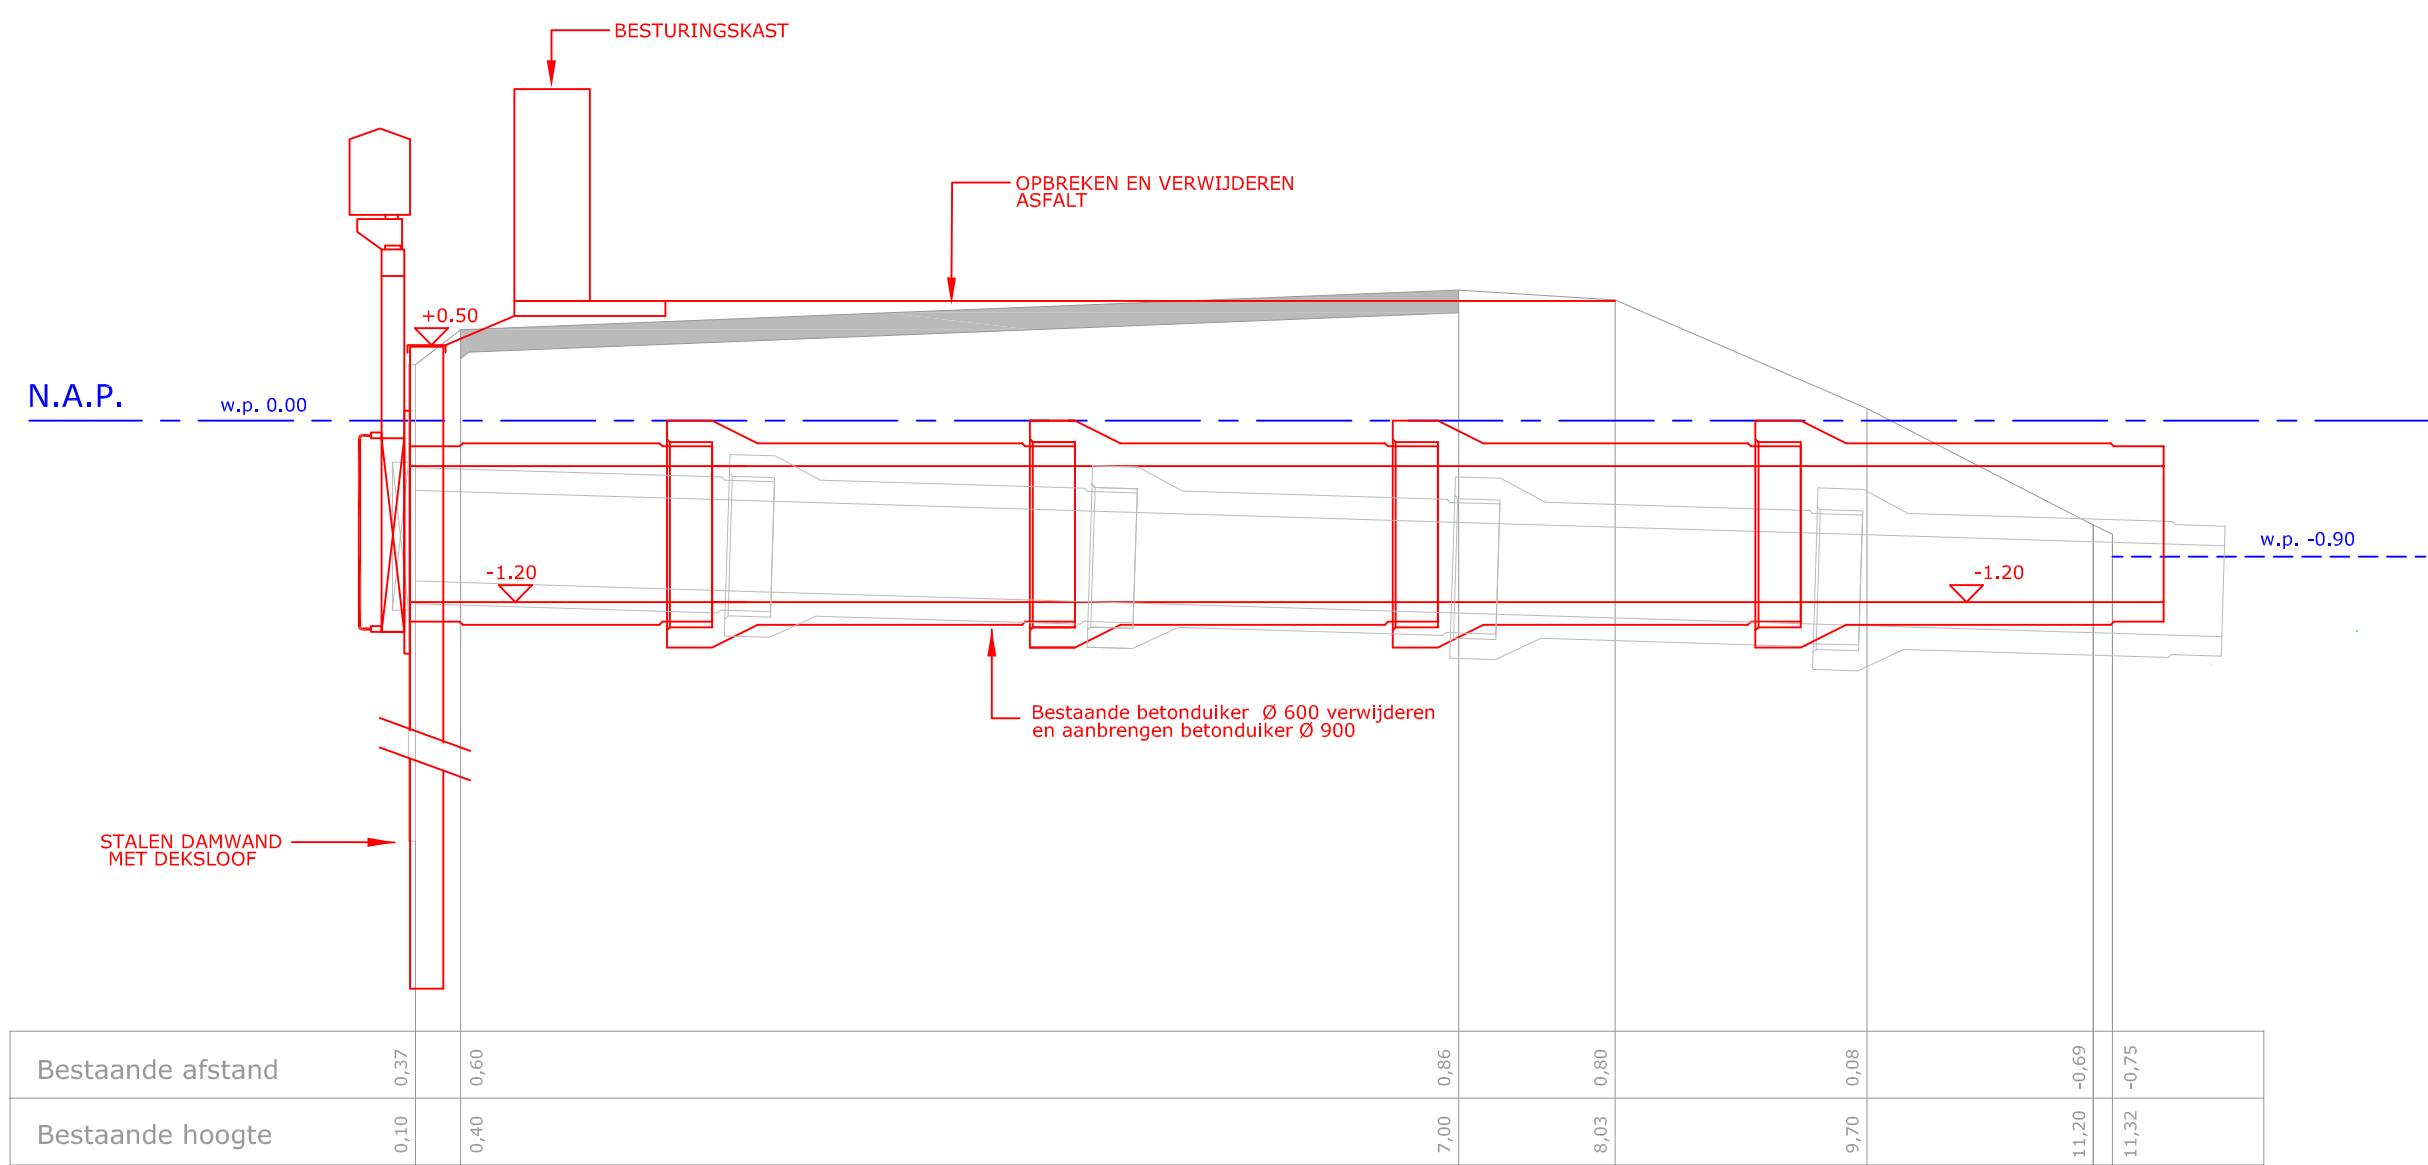 BESTURINGSKAST
OPBREKEN EN VERWIJDEREN
ASFALT
+0.50
N.A.P.
w.p. 0.00
w.p. -0.90
-1.20
-1.20
Bestaande betonduiker Ø 600 verwijderen
en aanbrengen betonduiker Ø 900
STALEN DAMWAND
MET DEKSLOOF
Bestaande afstand 0,37 0,60 0,86 0,80 0,08 -0,69 -0,75
Bestaande hoogte 0,10 0,40 7,00 8,03 9,70 11,20 11,32